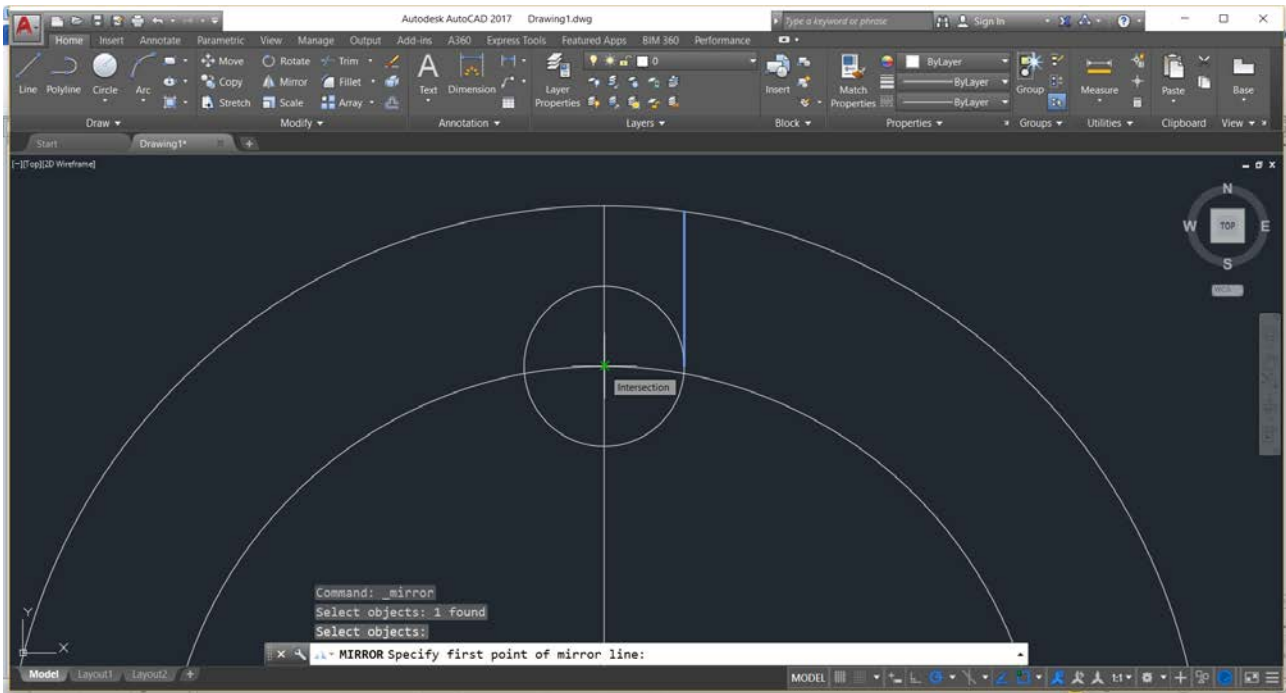 A Autodesk AutoCAD 2017 Drawing1.dwg Type a keyword or phrase Sign In
Home Insert Annotate Parametric View Manage Output Add-ins A360 Express Tools Featured Apps BIM 360 Performance
Line Polyline Circle Arc
Move Rotate Trim
Copy Mirror Fillet
Stretch Scale Array
A Text Dimension
Layer Properties
0
Insert
Match Properties
ByLayer
ByLayer
ByLayer
Group Measure Paste Base
Draw Modify Annotation Layers Block Properties Groups Utilities Clipboard View
Start Drawing1*
[-][Top][2D Wireframe]
N
W TOP E
S
WCS
Intersection
Command: _mirror
Select objects: 1 found
Select objects:
Y
X
MIRROR Specify first point of mirror line:
Model Layout1 Layout2 + MODEL 1:1